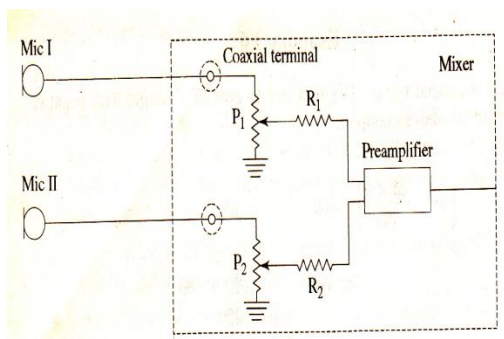 Mic I
Coaxial terminal
Mixer
P1
R1
Preamplifier
Mic II
P2
R2